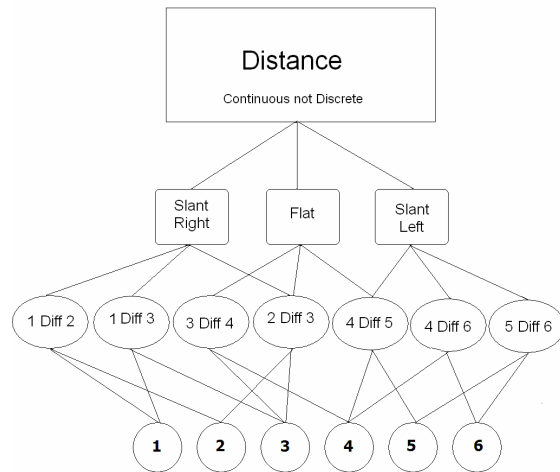 Distance
Continuous not Discrete
Slant
Right
Flat
Slant
Left
1 Diff 2
1 Diff 3
3 Diff 4
2 Diff 3
4 Diff 5
4 Diff 6
5 Diff 6
1
2
3
4
5
6